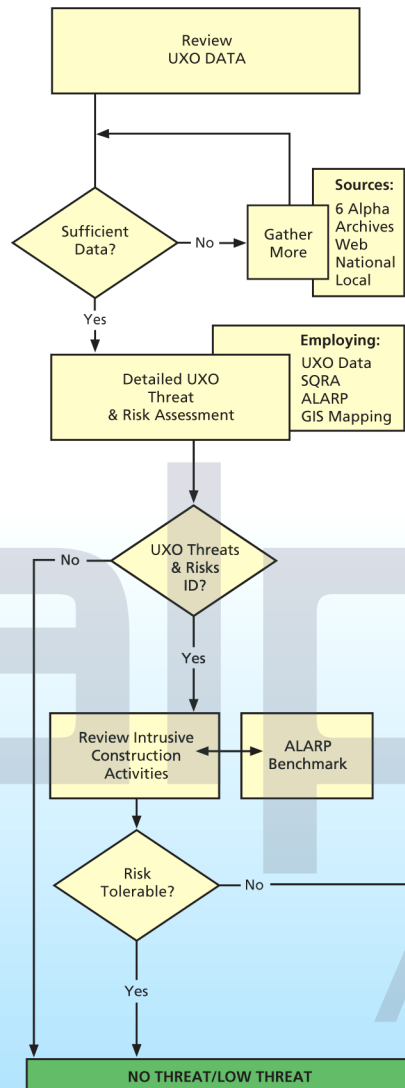 Review
UXO DATA
Sufficient
Data?
No
Gather
More
Sources:
6 Alpha
Archives
Web
National
Local
Yes
Detailed UXO
Threat
& Risk Assessment
Employing:
UXO Data
SQRA
ALARP
GIS Mapping
UXO Threats
& Risks
ID?
No
Yes
Review Intrusive
Construction
Activities
ALARP
Benchmark
Risk
Tolerable?
No
Yes
NO THREAT/LOW THREAT